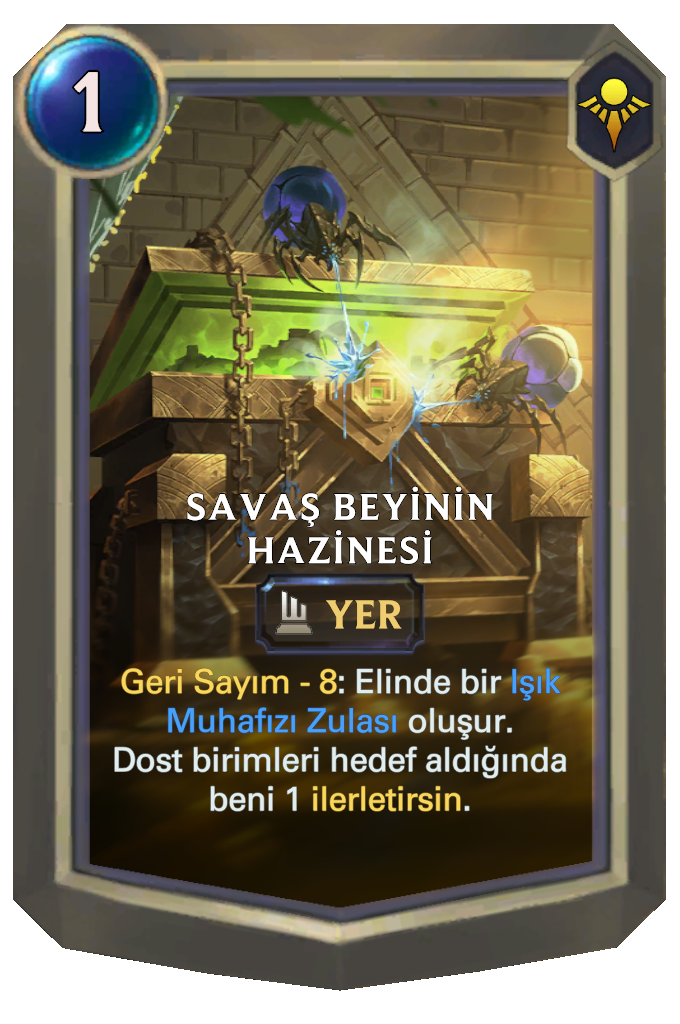 1
SAVAŞ BEYİNİN
HAZİNESİ
YER
Geri Sayım - 8: Elinde bir Işık
Muhafızı Zulası oluşur.
Dost birimleri hedef aldığında
beni 1 ilerletirsin.